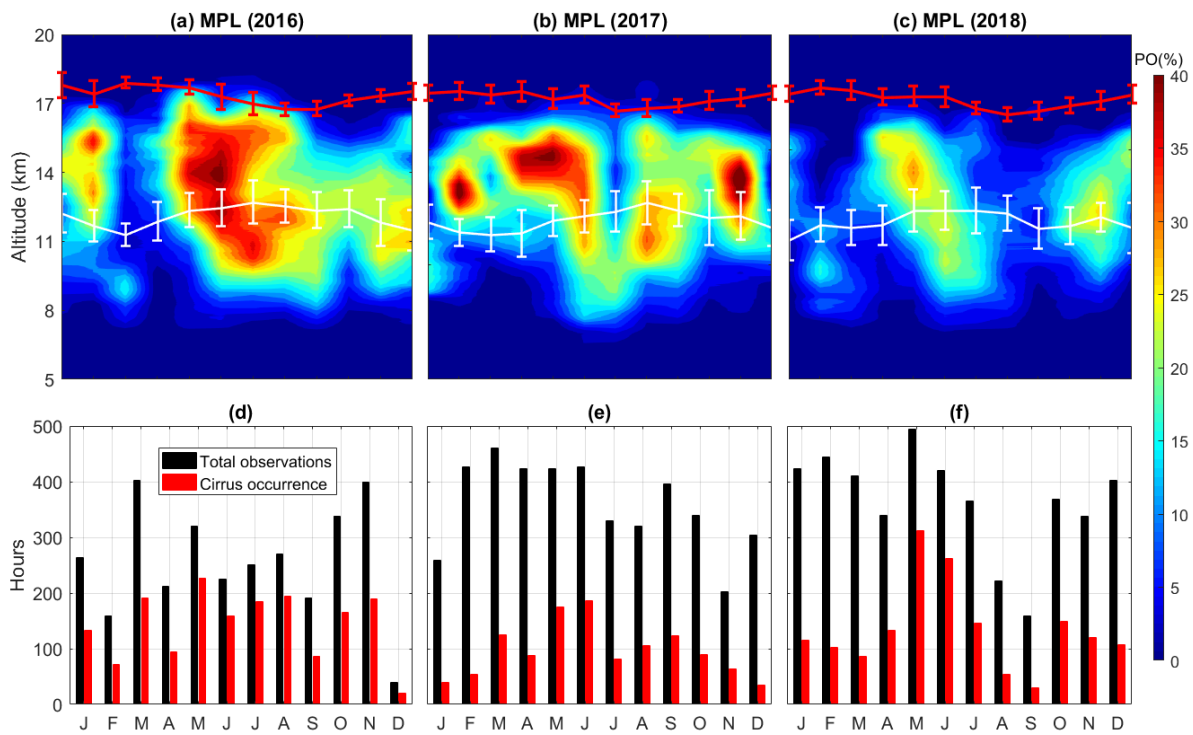 (a) MPL (2016)
(b) MPL (2017)
(c) MPL (2018)
PO(%)
Altitude (km)
20
17
14
11
8
5
40
35
30
25
20
15
10
5
0
(d)
(e)
(f)
Hours
500
400
300
200
100
0
Total observations
Cirrus occurrence
J F M A M J J A S O N D
J F M A M J J A S O N D
J F M A M J J A S O N D